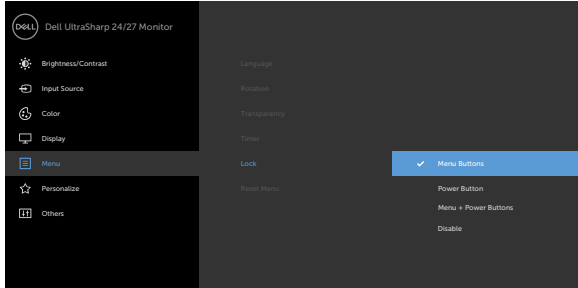 DELL
Dell UltraSharp 24/27 Monitor
Brightness/Contrast
Input Source
Color
Display
Menu
Personalize
Others
Language
Rotation
Transparency
Timer
Lock
Reset Menu
Menu Buttons
Power Button
Menu + Power Buttons
Disable